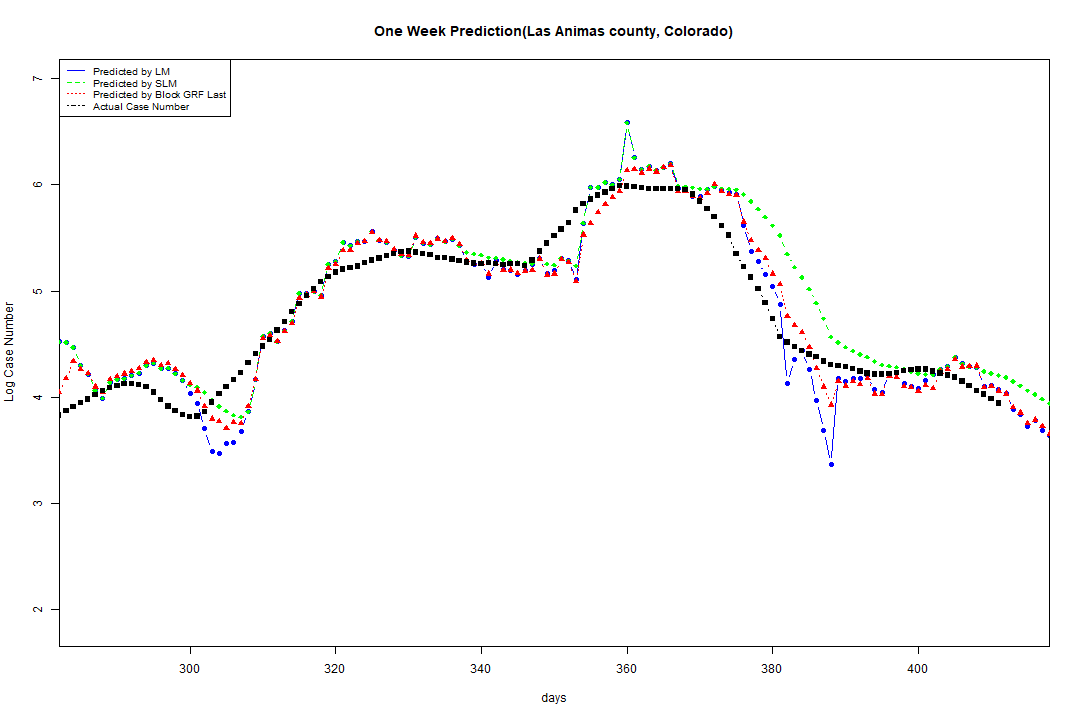 One Week Prediction(Las Animas county, Colorado)
Predicted by LM
Predicted by SLM
Predicted by Block GRF Last
Actual Case Number
7
6
5
4
3
2
Log Case Number
300 320 340 360 380 400
days